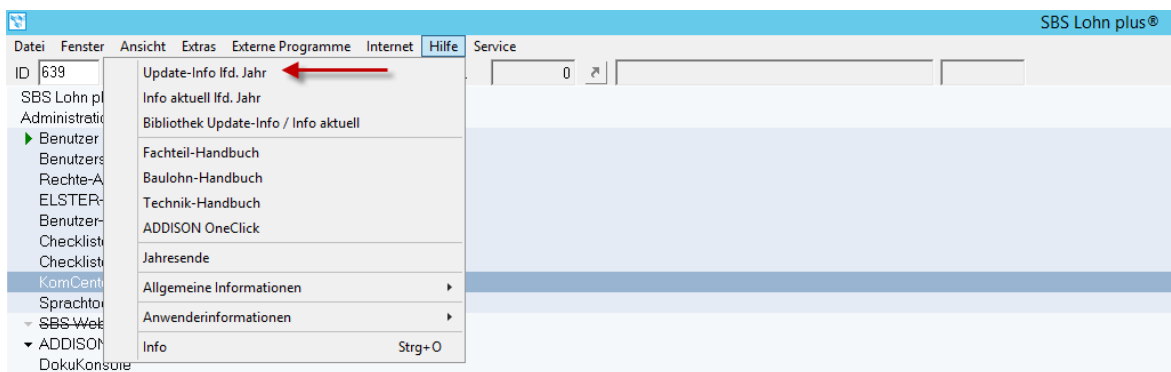 SBS Lohn plus®
Datei Fenster Ansicht Extras Externe Programme Internet Hilfe Service
ID 639 0
Update-Info lfd. Jahr
Info aktuell lfd. Jahr
Bibliothek Update-Info / Info aktuell
Fachteil-Handbuch
Baulohn-Handbuch
Technik-Handbuch
ADDISON OneClick
Jahresende
Allgemeine Informationen
Anwenderinformationen
Info Strg+O
SBS Lohn pl
Administratio
Benutzer
Benutzers
Rechte-A
ELSTER-
Benutzer-
Checkliste
Checkliste
KomCente
Sprachto
SBS Web
ADDISON
DokuKonsole